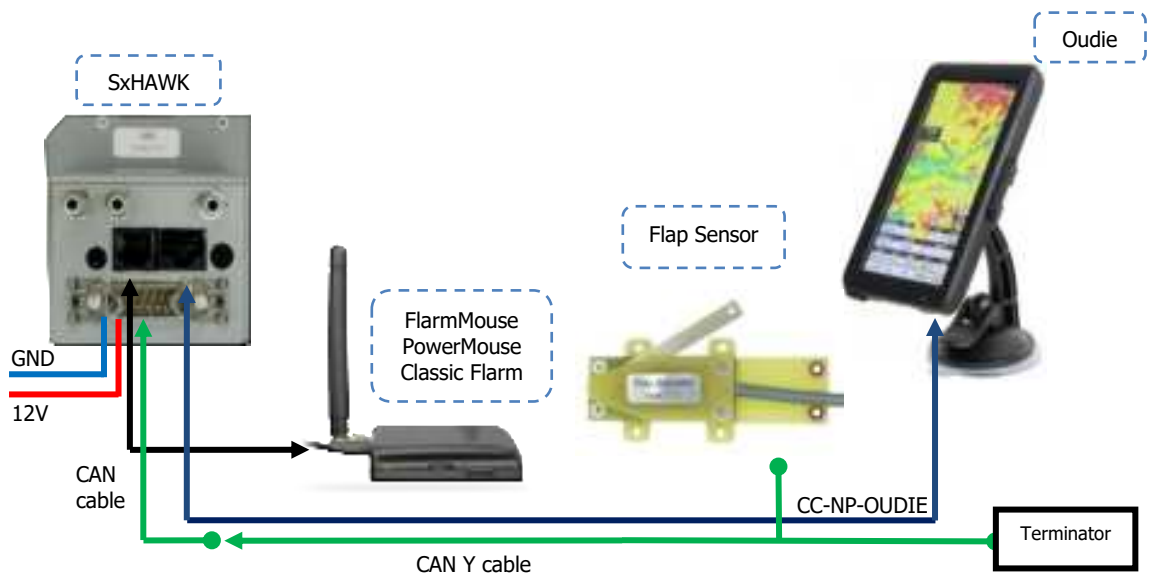 Oudie
SxHAWK
Flap Sensor
FlarmMouse
PowerMouse
Classic Flarm
GND
12V
CAN
cable
CC-NP-OUDIE
Terminator
CAN Y cable